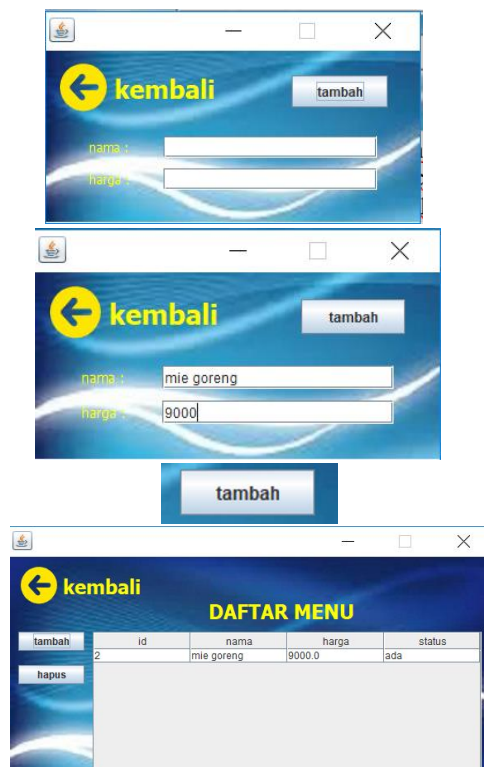 kembali
tambah
nama :
harga :
kembali
tambah
nama : mie goreng
harga : 9000
tambah
kembali
DAFTAR MENU
tambah
hapus
id nama harga status
2 mie goreng 9000.0 ada